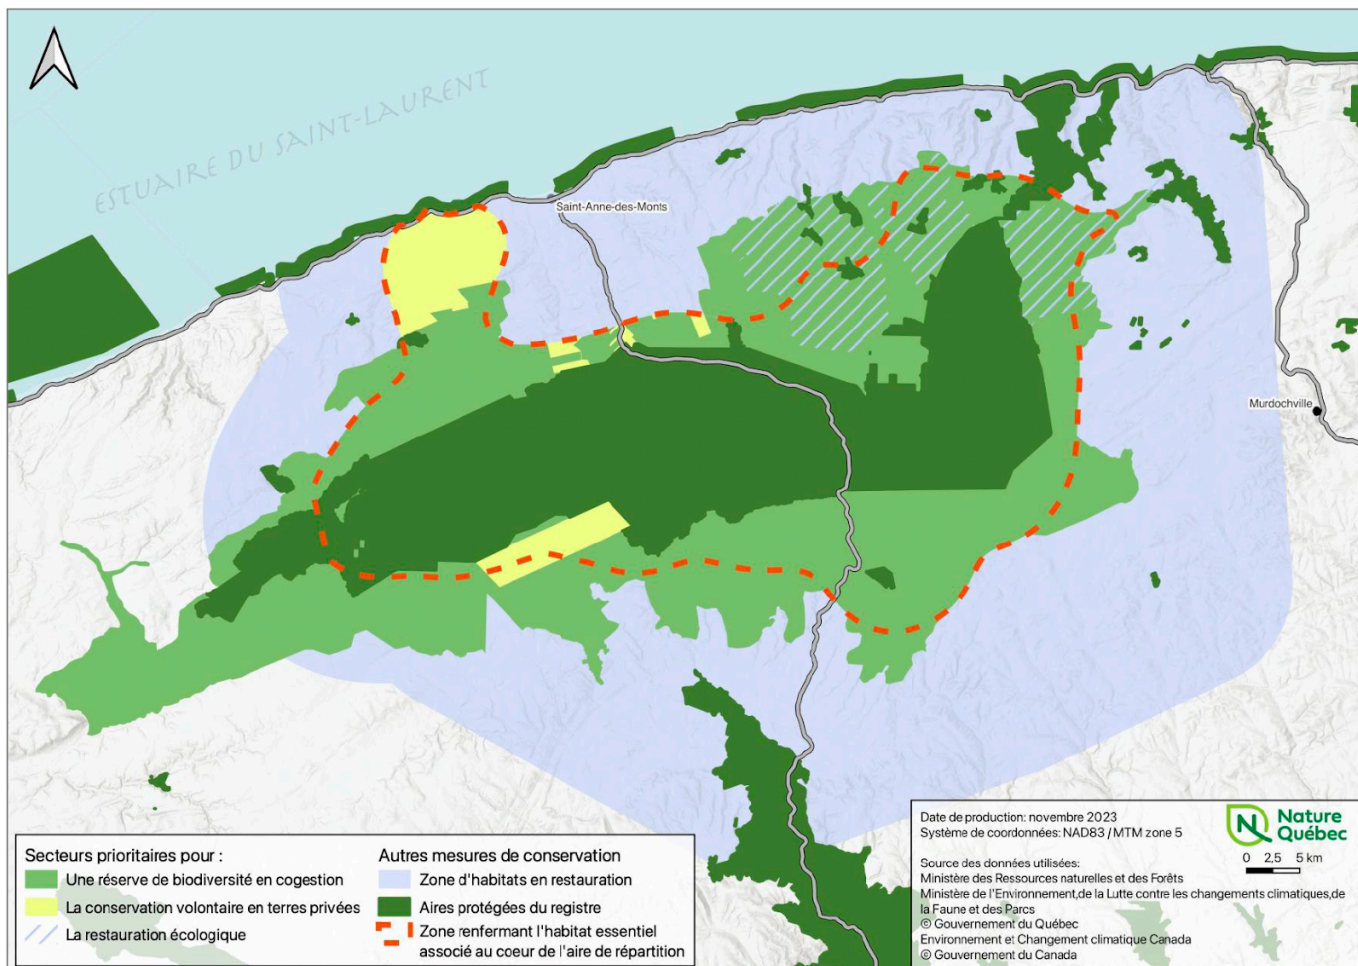 ESTUAIRE DU SAINT-LAURENT
Saint-Anne-des-Monts
Murdochville
Secteurs prioritaires pour :
Une réserve de biodiversité en cogestion
La conservation volontaire en terres privées
La restauration écologique
Autres mesures de conservation
Zone d'habitats en restauration
Aires protégées du registre
Zone renfermant l'habitat essentiel
associé au coeur de l'aire de répartition
Date de production: novembre 2023
Système de coordonnées: NAD83 / MTM zone 5
Source des données utilisées:
Ministère des Ressources naturelles et des Forêts
Ministère de l'Environnement,de la Lutte contre les changements climatiques,de
la Faune et des Parcs
© Gouvernement du Québec
Environnement et Changement climatique Canada
© Gouvernement du Canada
N
Nature
Québec
0 2,5 5 km